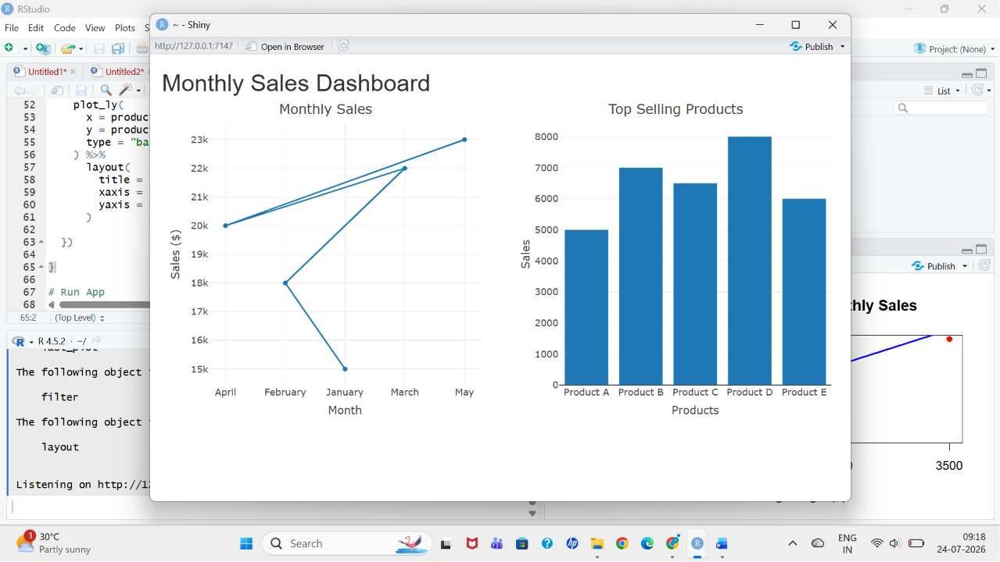 RStudio
File Edit Code View Plots
~ - Shiny
http://127.0.0.1:7147 Open in Browser Publish
Project: (None)
Untitled1* Untitled2*
List
Monthly Sales Dashboard
Monthly Sales
23k
22k
21k
20k
19k
18k
17k
16k
15k
Sales ($)
April February January March May
Month
Top Selling Products
8000
7000
6000
5000
4000
3000
2000
1000
0
Sales
Product A Product B Product C Product D Product E
Products
52 plot_ly(
53 x =
54 y =
55 type =
56 ) %>%
57 layout(
58 title =
59 xaxis =
60 yaxis =
61 )
62
63 })
64
65 }
66
67 # Run App
68
65:2 (Top Level)
R 4.5.2 · ~/
The following object
filter
The following object
layout
Listening on
Publish
Sales
3500
1
30°C
Partly sunny
Search
ENG
IN
09:18
24-07-2026